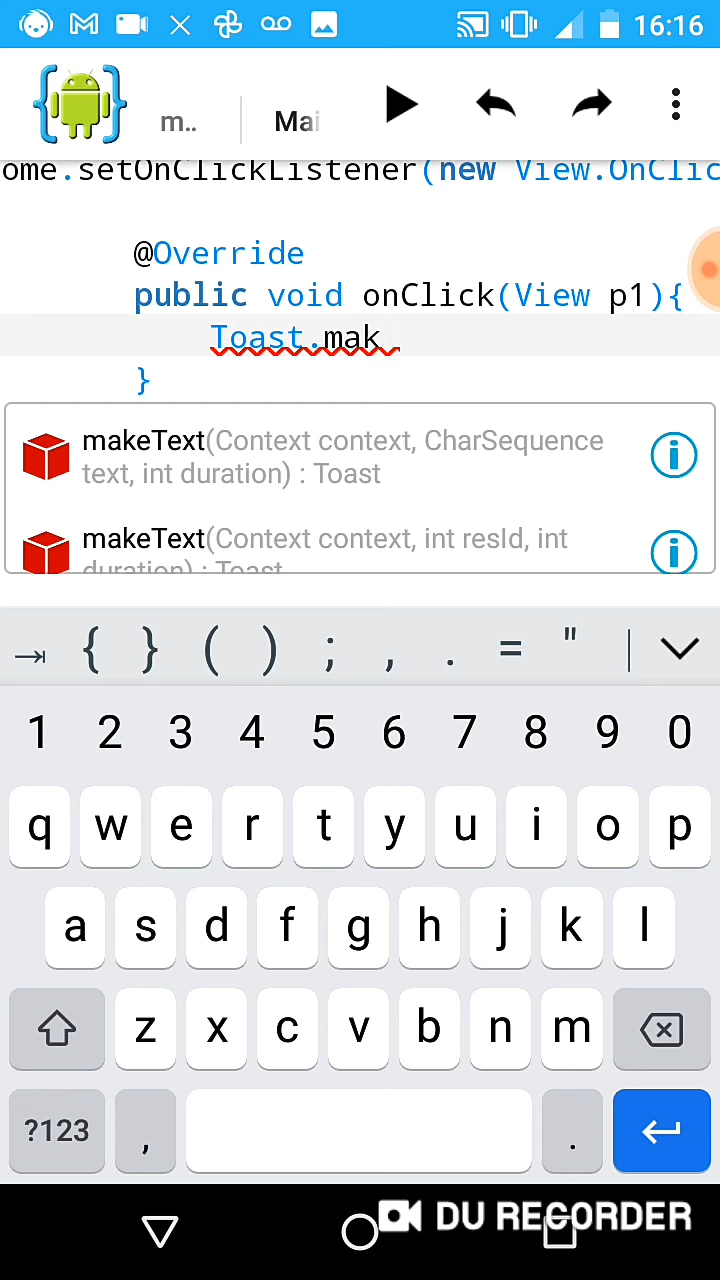 16:16
m.. Mai
ome.setOnClickListener(new View.OnClic
@Override
public void onClick(View p1){
Toast.mak
}
makeText(Context context, CharSequence
text, int duration) : Toast
makeText(Context context, int resId, int
duration) : Toast
{ } ( ) ; , . = " |
1 2 3 4 5 6 7 8 9 0
q w e r t y u i o p
a s d f g h j k l
z x c v b n m
?123 , .
DU RECORDER